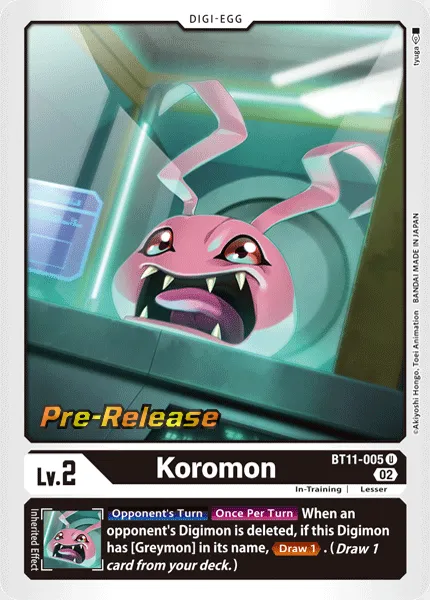 DIGI-EGG
tyuga
©Akiyoshi Hongo, Toei Animation BANDAI MADE IN JAPAN
Pre-Release
Lv.2
Koromon
BT11-005 U
02
In-Training Lesser
Inherited Effect
Opponent's Turn Once Per Turn When an
opponent's Digimon is deleted, if this Digimon
has [Greymon] in its name, Draw 1 . (Draw 1
card from your deck.)